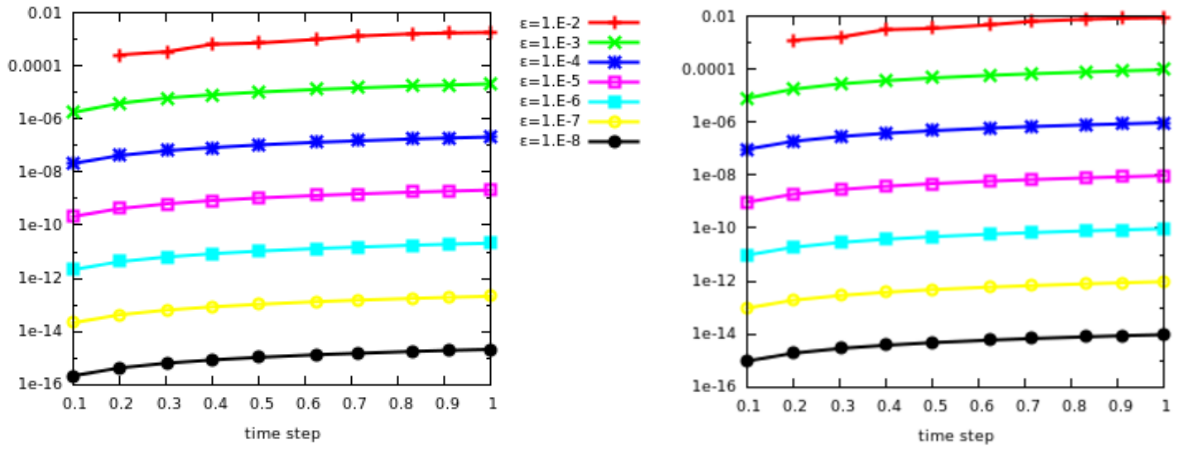 0.01
0.0001
1e-06
1e-08
1e-10
1e-12
1e-14
1e-16
0.1 0.2 0.3 0.4 0.5 0.6 0.7 0.8 0.9 1
time step
ε=1.E-2
ε=1.E-3
ε=1.E-4
ε=1.E-5
ε=1.E-6
ε=1.E-7
ε=1.E-8
0.01
0.0001
1e-06
1e-08
1e-10
1e-12
1e-14
1e-16
0.1 0.2 0.3 0.4 0.5 0.6 0.7 0.8 0.9 1
time step